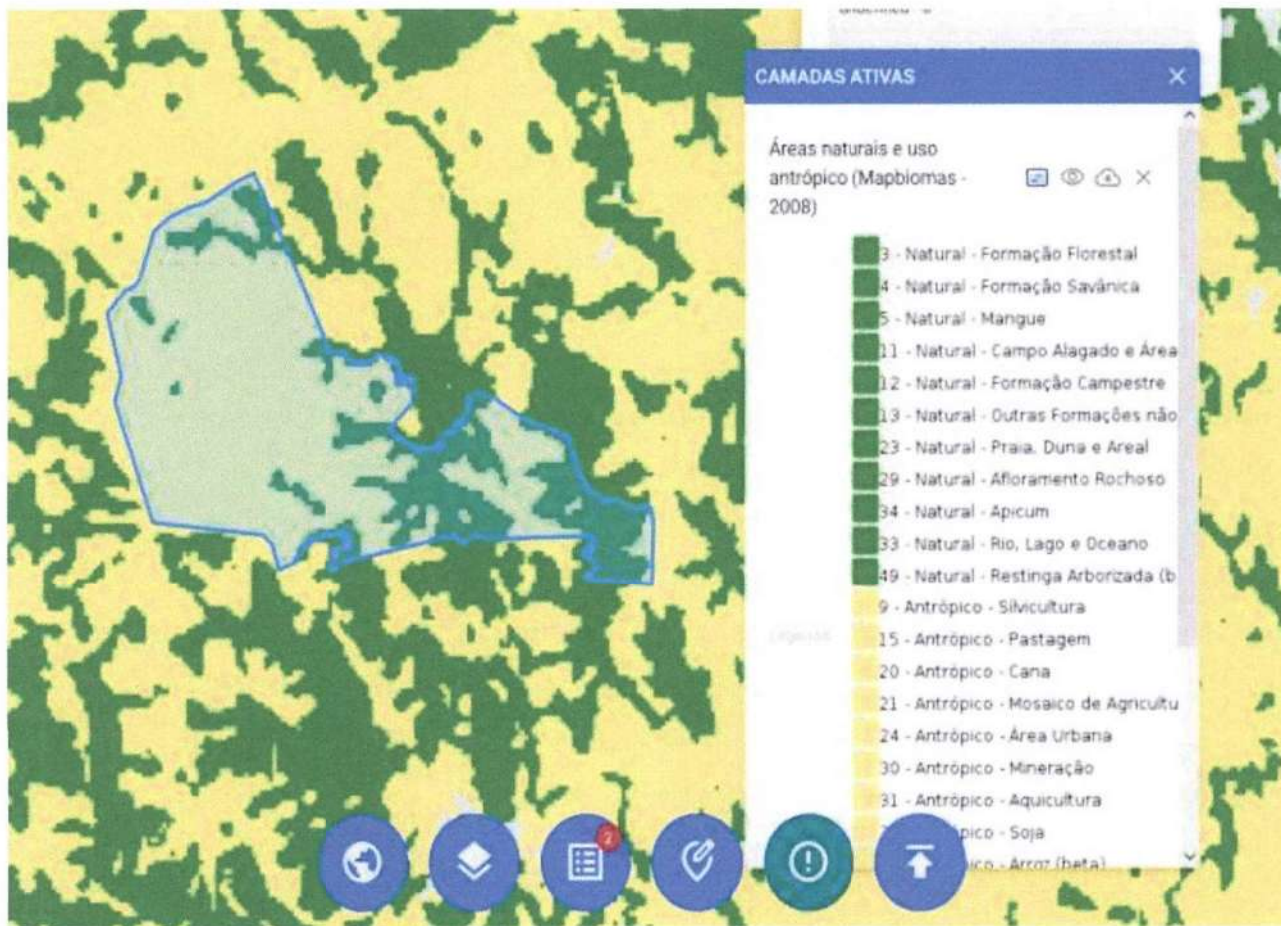 CAMADAS ATIVAS
Áreas naturais e uso
antrópico (Mapbiomas -
2008)
3 - Natural - Formação Florestal
4 - Natural - Formação Savânica
5 - Natural - Mangue
11 - Natural - Campo Alagado e Área
12 - Natural - Formação Campestre
13 - Natural - Outras Formações não
23 - Natural - Praia, Duna e Areal
29 - Natural - Afloramento Rochoso
34 - Natural - Apicum
33 - Natural - Rio, Lago e Oceano
49 - Natural - Restinga Arborizada (b
9 - Antrópico - Silvicultura
15 - Antrópico - Pastagem
20 - Antrópico - Cana
21 - Antrópico - Mosaico de Agricultu
24 - Antrópico - Área Urbana
30 - Antrópico - Mineração
31 - Antrópico - Aquicultura
pico - Soja
ico - Arroz (beta)
2